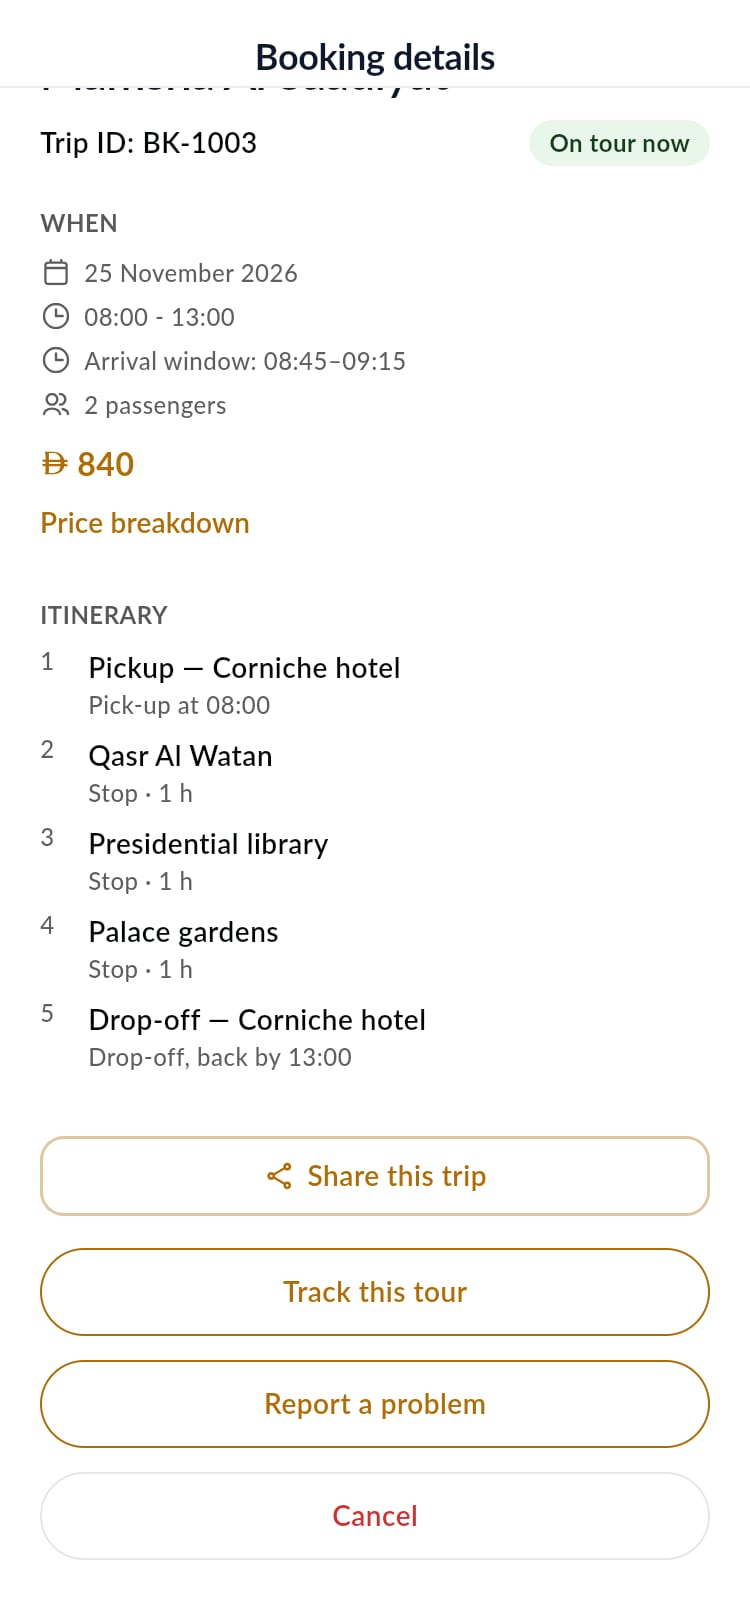 Booking details
Trip ID: BK-1003
On tour now
WHEN
25 November 2026
08:00 - 13:00
Arrival window: 08:45–09:15
2 passengers
840
Price breakdown
ITINERARY
1
Pickup — Corniche hotel
Pick-up at 08:00
2
Qasr Al Watan
Stop · 1 h
3
Presidential library
Stop · 1 h
4
Palace gardens
Stop · 1 h
5
Drop-off — Corniche hotel
Drop-off, back by 13:00
Share this trip
Track this tour
Report a problem
Cancel